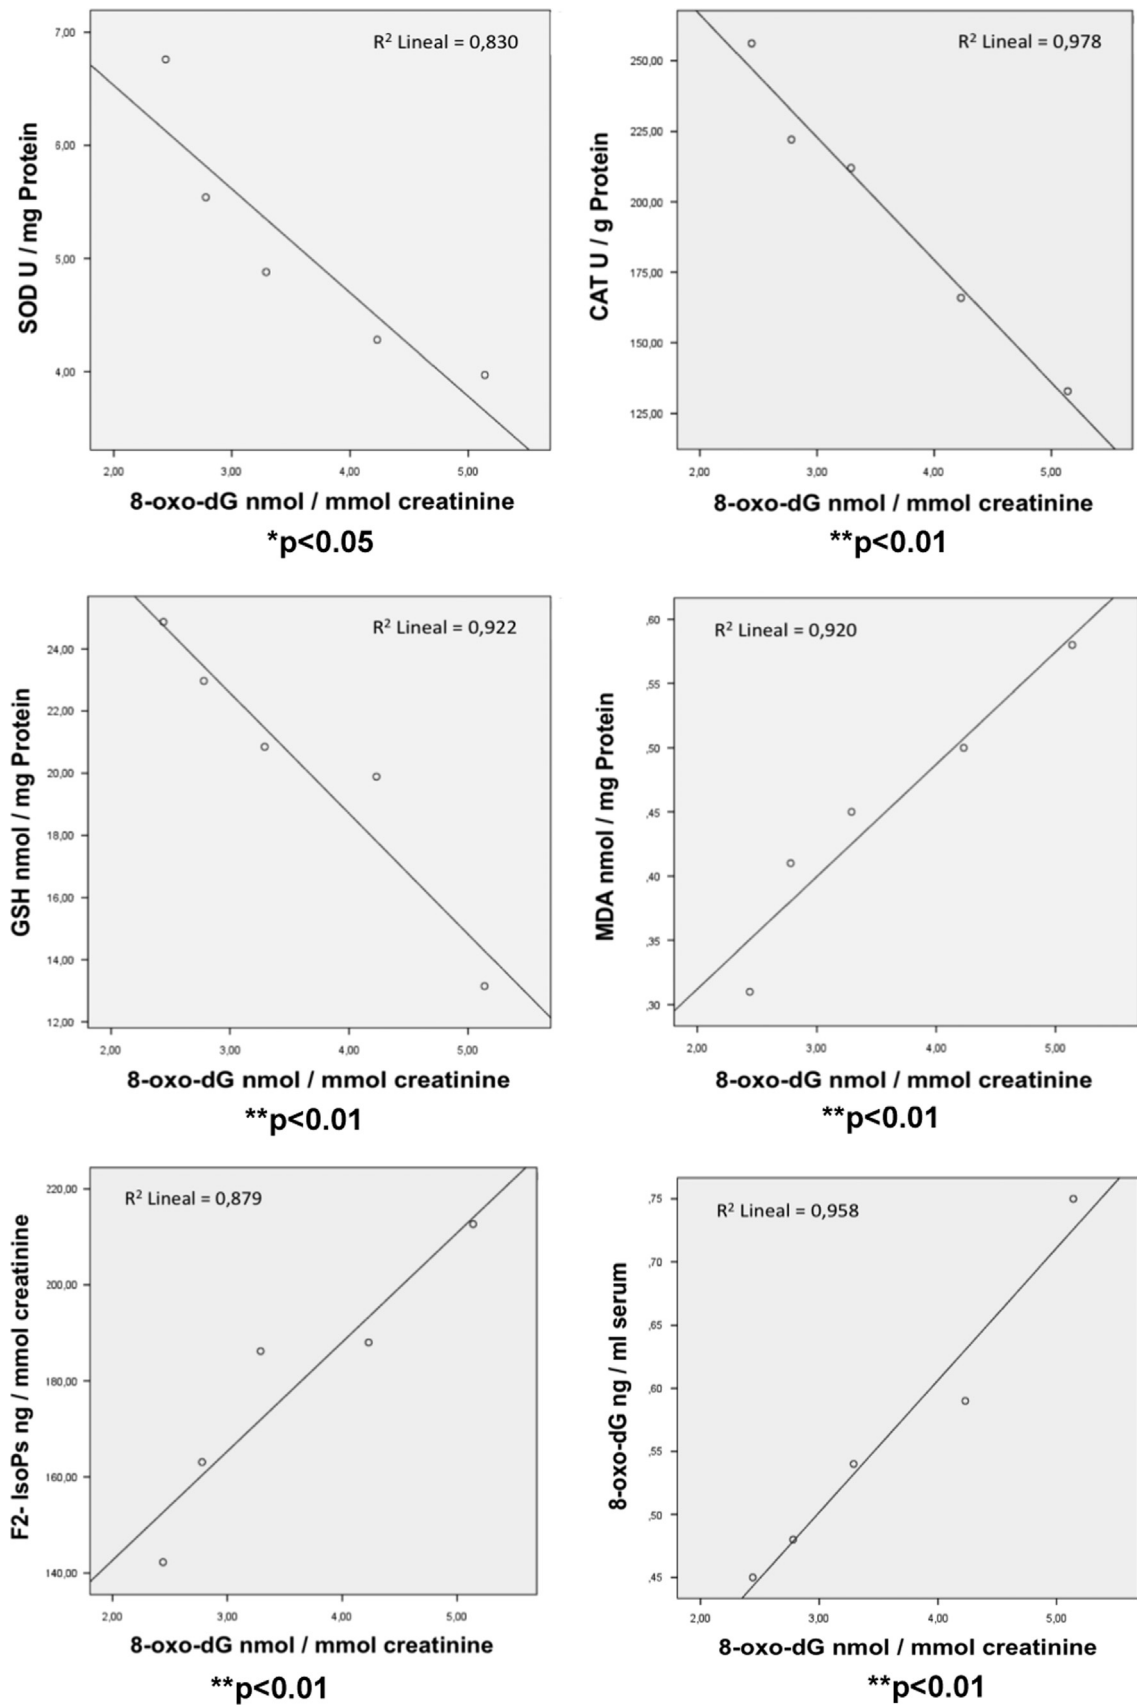 R² Lineal = 0,830
7,00
6,00
5,00
4,00
SOD U / mg Protein
2,00 3,00 4,00 5,00
8-oxo-dG nmol / mmol creatinine
*p<0.05
R² Lineal = 0,978
250,00
225,00
200,00
175,00
150,00
125,00
CAT U / g Protein
2,00 3,00 4,00 5,00
8-oxo-dG nmol / mmol creatinine
**p<0.01
R² Lineal = 0,922
24,00
22,00
20,00
18,00
16,00
14,00
12,00
GSH nmol / mg Protein
2,00 3,00 4,00 5,00
8-oxo-dG nmol / mmol creatinine
**p<0.01
R² Lineal = 0,920
,60
,55
,50
,45
,40
,35
,30
MDA nmol / mg Protein
2,00 3,00 4,00 5,00
8-oxo-dG nmol / mmol creatinine
**p<0.01
R² Lineal = 0,879
220,00
200,00
180,00
160,00
140,00
F2- IsoPs ng / mmol creatinine
2,00 3,00 4,00 5,00
8-oxo-dG nmol / mmol creatinine
**p<0.01
R² Lineal = 0,958
,75
,70
,65
,60
,55
,50
,45
8-oxo-dG ng / ml serum
2,00 3,00 4,00 5,00
8-oxo-dG nmol / mmol creatinine
**p<0.01